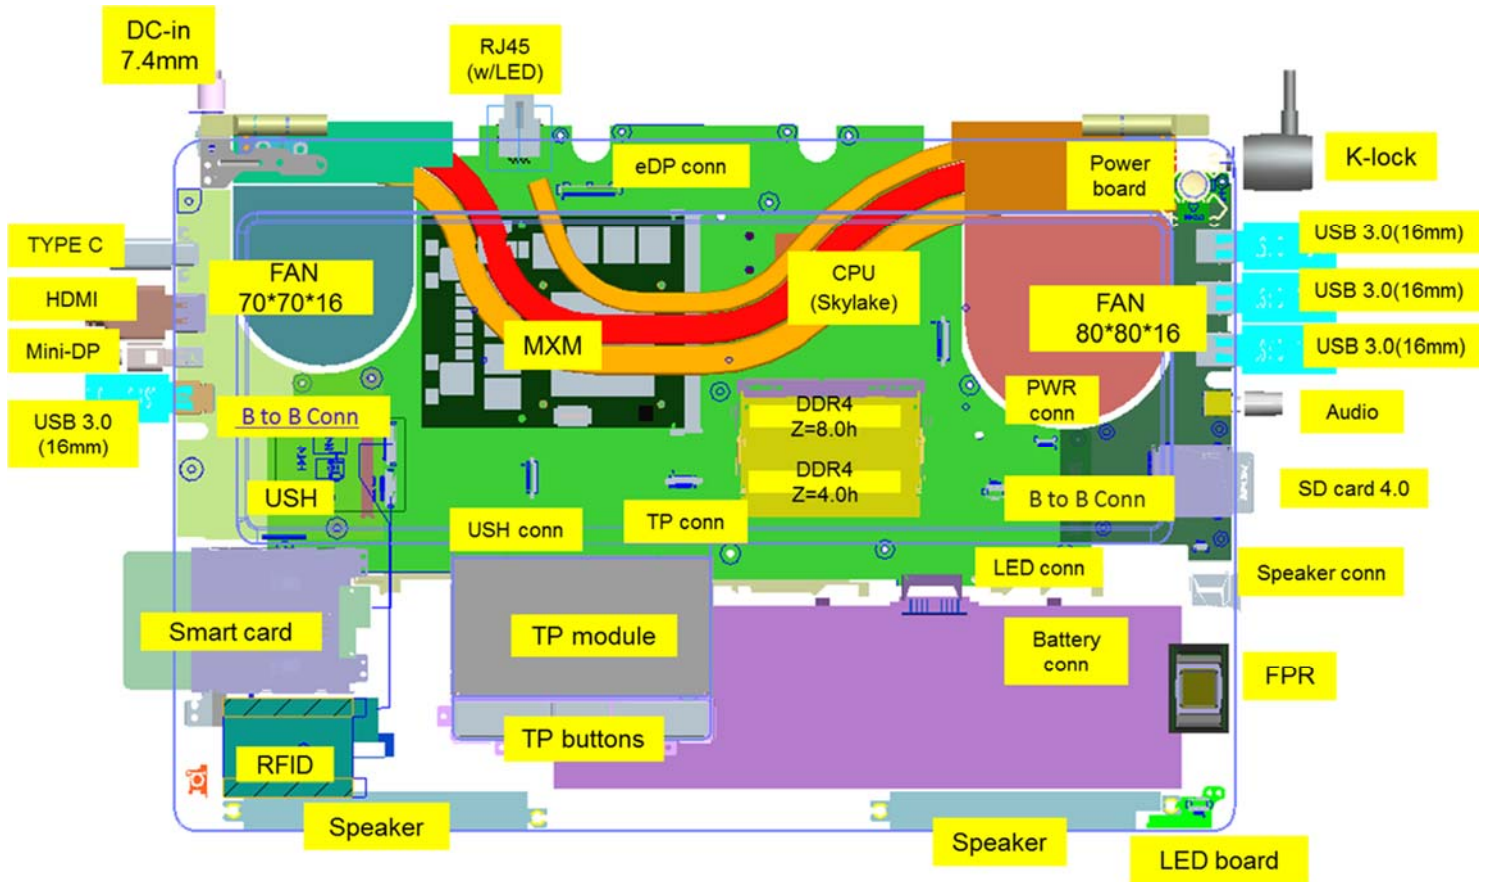 DC-in
7.4mm
RJ45
(w/LED)
K-lock
eDP conn
Power
board
TYPE C
USB 3.0(16mm)
FAN
70*70*16
CPU
(Skylake)
HDMI
USB 3.0(16mm)
FAN
80*80*16
Mini-DP
MXM
USB 3.0(16mm)
USB 3.0
(16mm)
B to B Conn
DDR4
Z=8.0h
PWR
conn
Audio
DDR4
Z=4.0h
USH
B to B Conn
SD card 4.0
USH conn
TP conn
LED conn
Speaker conn
Smart card
TP module
Battery
conn
FPR
TP buttons
RFID
Speaker
Speaker
LED board